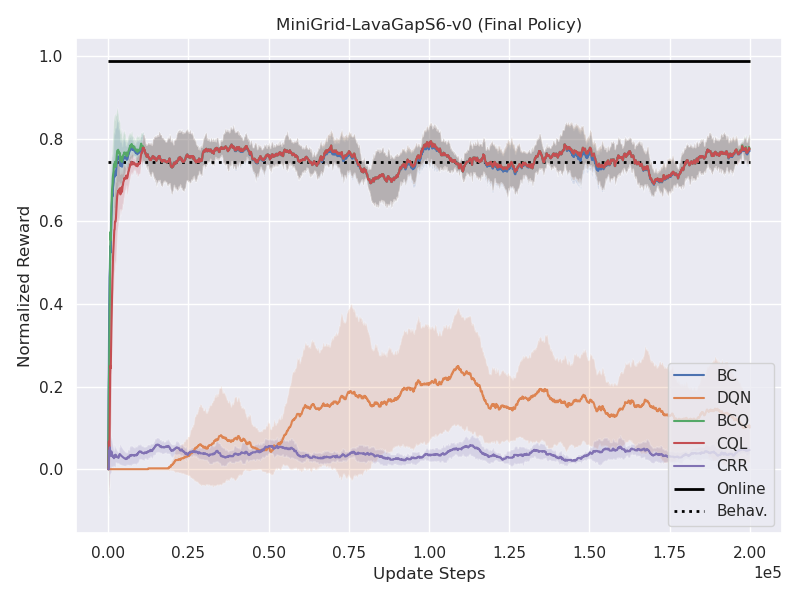 MiniGrid-LavaGapS6-v0 (Final Policy)
Normalized Reward
1.0
0.8
0.6
0.4
0.2
0.0
BC
DQN
BCQ
CQL
CRR
Online
Behav.
0.00 0.25 0.50 0.75 1.00 1.25 1.50 1.75 2.00
1e5
Update Steps